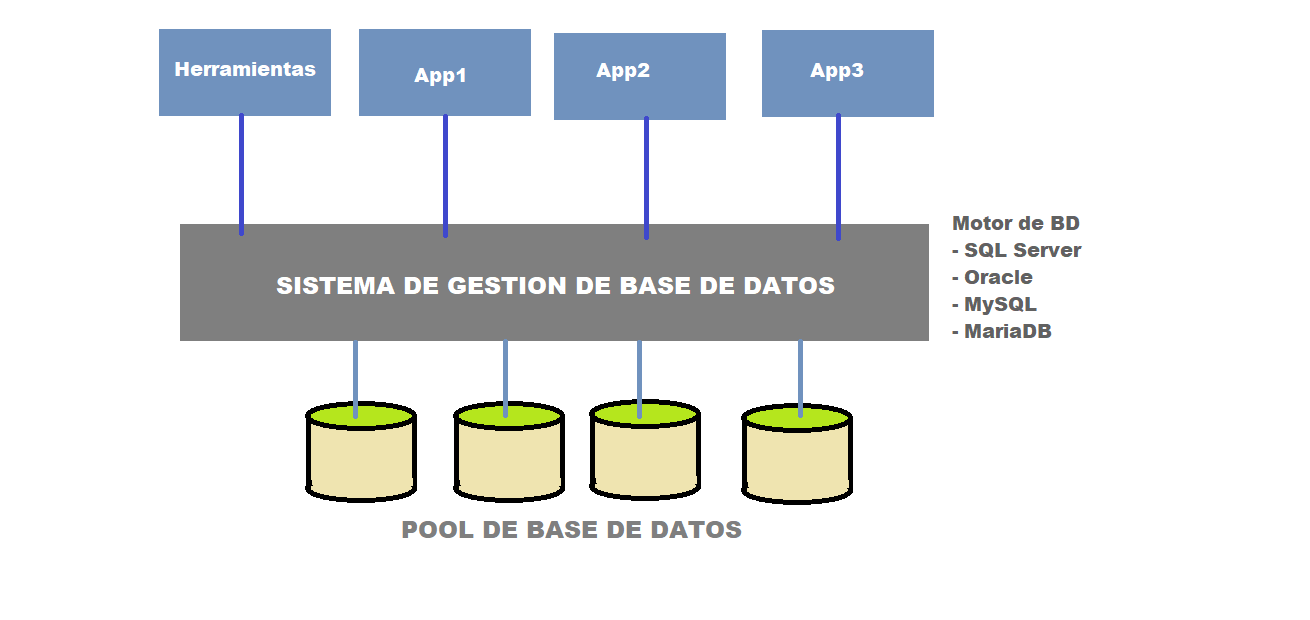 Herramientas
App1
App2
App3
SISTEMA DE GESTION DE BASE DE DATOS
Motor de BD
- SQL Server
- Oracle
- MySQL
- MariaDB
POOL DE BASE DE DATOS